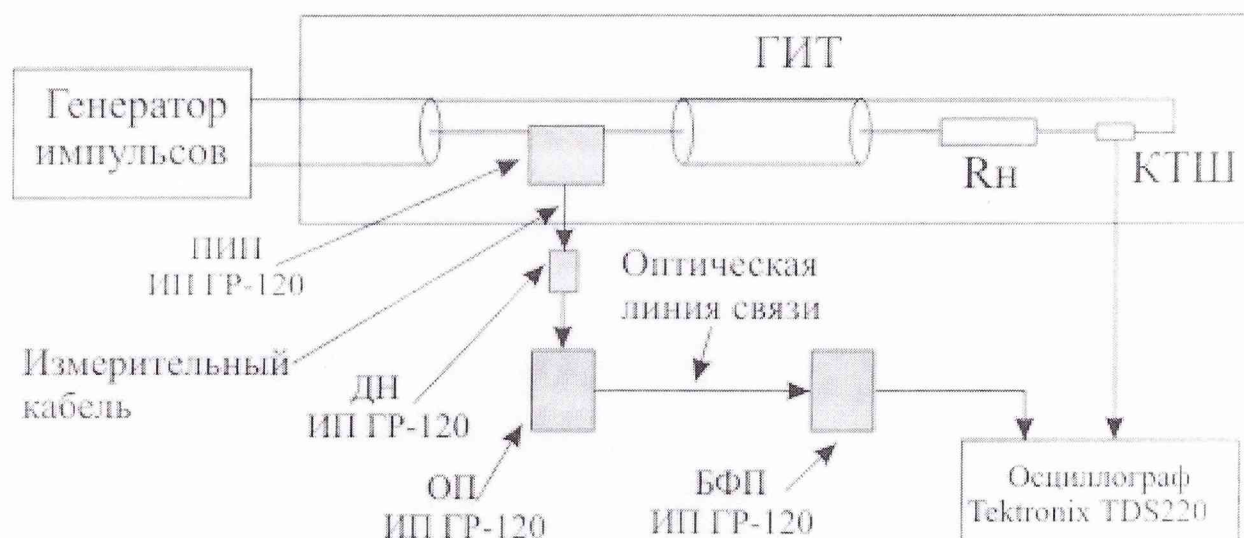 ГИТ
Генератор
импульсов
Rн
КТШ
ПИП
ИП ГР-120
Оптическая
линия связи
Измерительный
кабель
ДН
ИП ГР-120
ОП
ИП ГР-120
БФП
ИП ГР-120
Осциллограф
Tektronix TDS220